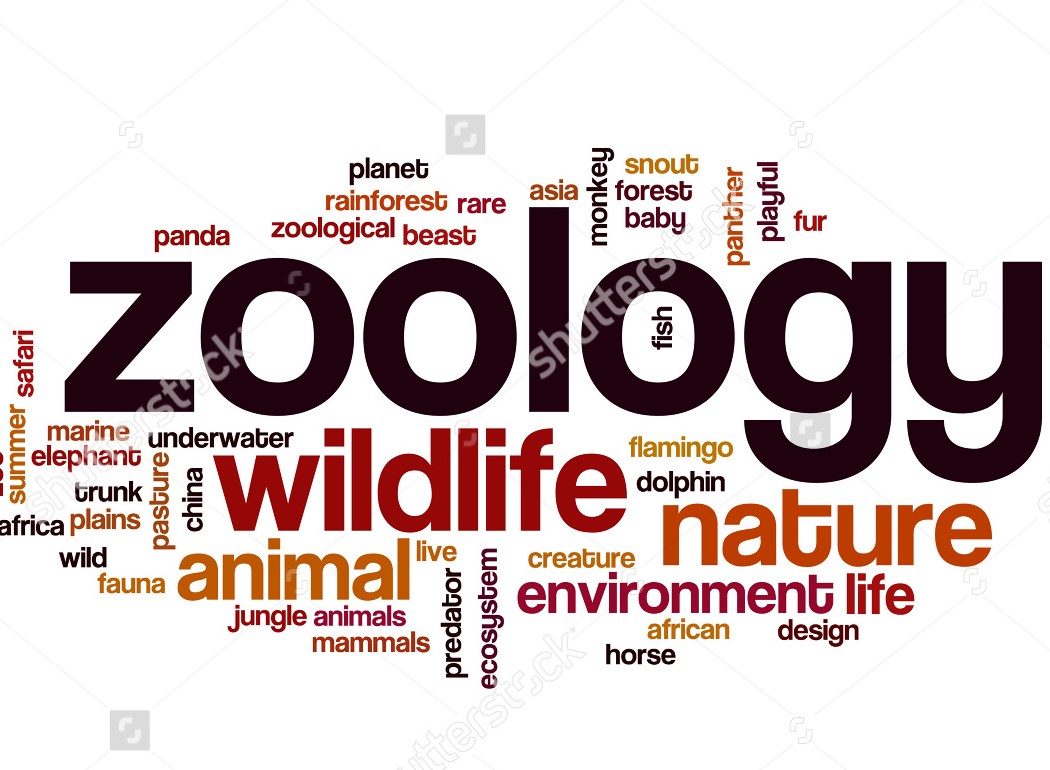 planet
monkey
snout
rainforest
rare
asia
forest
panther
playful
panda
zoological
beast
baby
fur
zoology
fish
safari
summer
marine
underwater
elephant
wildlife
flamingo
trunk
pasture
china
dolphin
africa
plains
nature
wild
animal
live
creature
fauna
predator
ecosystem
environment
life
jungle
animals
african
design
mammals
horse
shutterstock
shutterstock
shutterstock